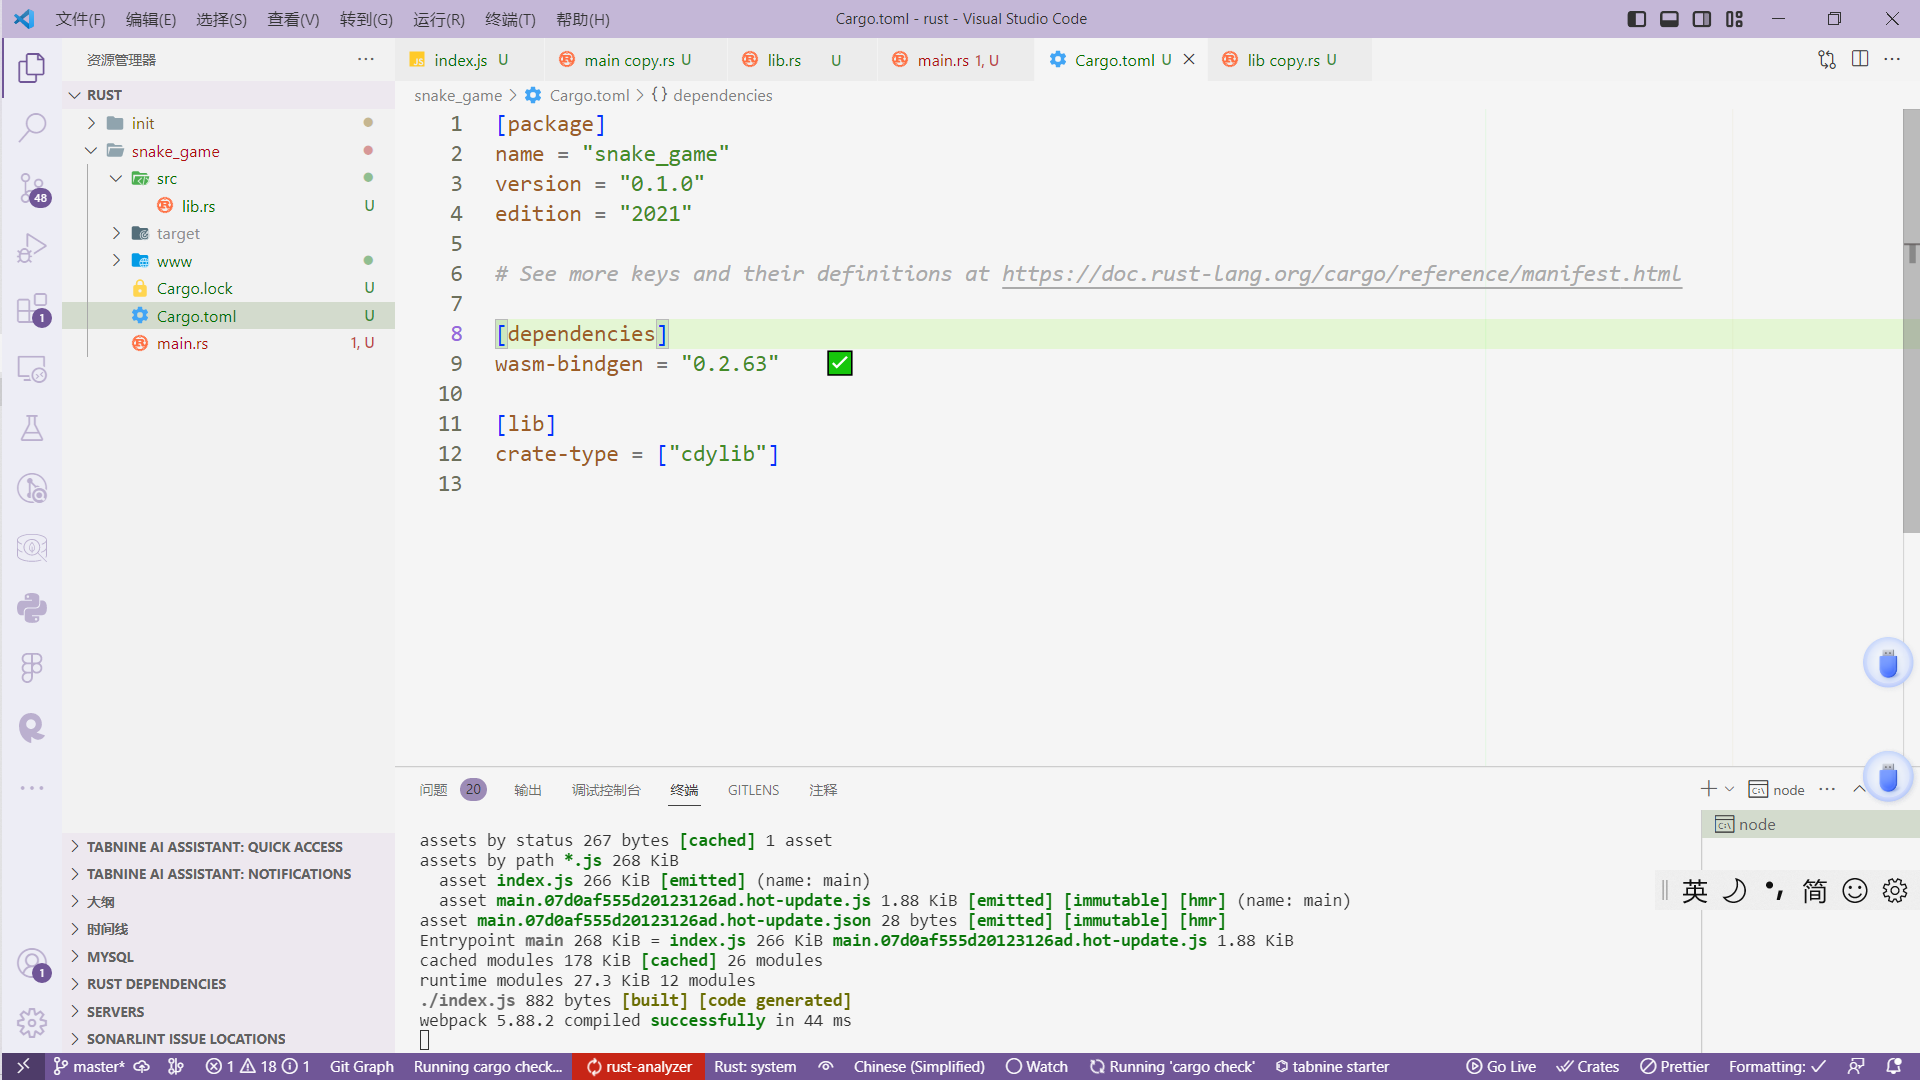 文件(F) 编辑(E) 选择(S) 查看(V) 转到(G) 运行(R) 终端(T) 帮助(H) Cargo.toml - rust - Visual Studio Code
资源管理器
index.js U main copy.rs U lib.rs U main.rs 1, U Cargo.toml U lib copy.rs U
snake_game > Cargo.toml > {} dependencies
RUST
init
snake_game
src
lib.rs U
target
www
Cargo.lock U
Cargo.toml U
main.rs 1, U
48
1
1
TABNINE AI ASSISTANT: QUICK ACCESS
TABNINE AI ASSISTANT: NOTIFICATIONS
大纲
时间线
MYSQL
RUST DEPENDENCIES
SERVERS
SONARLINT ISSUE LOCATIONS
1 [package]
2 name = "snake_game"
3 version = "0.1.0"
4 edition = "2021"
5
6 # See more keys and their definitions at https://doc.rust-lang.org/cargo/reference/manifest.html
7
8 [dependencies]
9 wasm-bindgen = "0.2.63" ✅
10
11 [lib]
12 crate-type = ["cdylib"]
13
问题 20 输出 调试控制台 终端 GITLENS 注释 node
node
assets by status 267 bytes [cached] 1 asset
assets by path *.js 268 KiB
asset index.js 266 KiB [emitted] (name: main)
asset main.07d0af555d20123126ad.hot-update.js 1.88 KiB [emitted] [immutable] [hmr] (name: main)
asset main.07d0af555d20123126ad.hot-update.json 28 bytes [emitted] [immutable] [hmr]
Entrypoint main 268 KiB = index.js 266 KiB main.07d0af555d20123126ad.hot-update.js 1.88 KiB
cached modules 178 KiB [cached] 26 modules
runtime modules 27.3 KiB 12 modules
./index.js 882 bytes [built] [code generated]
webpack 5.88.2 compiled successfully in 44 ms
英 简
master* 1 18 1 Git Graph Running cargo check... rust-analyzer Rust: system Chinese (Simplified) Watch Running 'cargo check' tabnine starter Go Live Crates Prettier Formatting: ✓